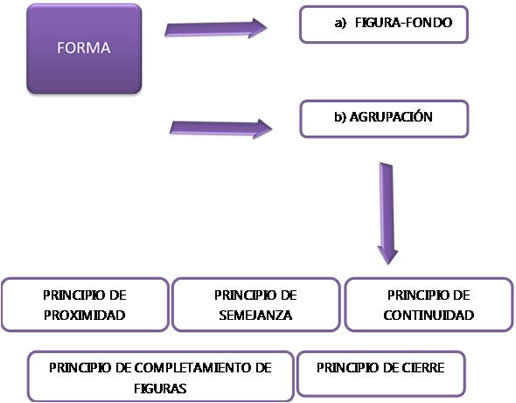 FORMA
a) FIGURA-FONDO
b) AGRUPACIÓN
PRINCIPIO DE
PROXIMIDAD
PRINCIPIO DE
SEMEJANZA
PRINCIPIO DE
CONTINUIDAD
PRINCIPIO DE COMPLETAMIENTO DE
FIGURAS
PRINCIPIO DE CIERRE